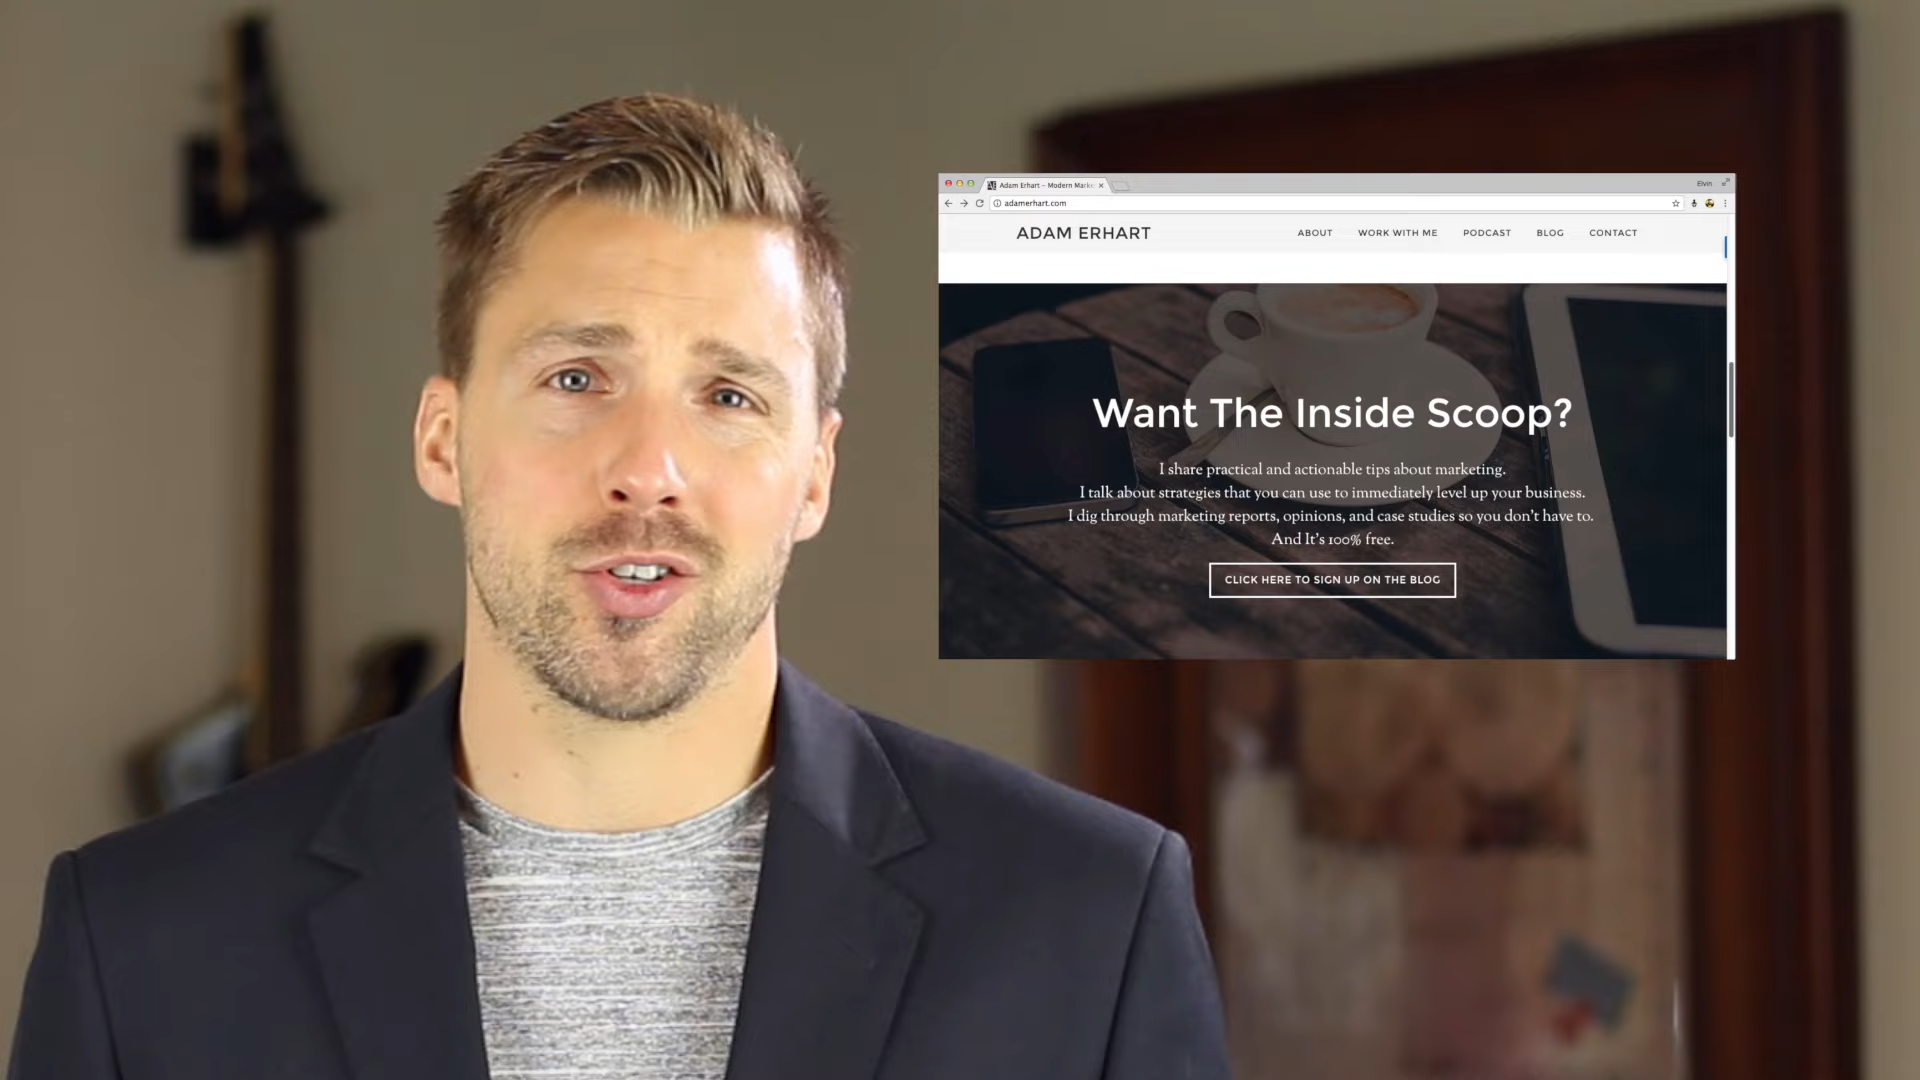 Adam Erhart – Modern Marke
Elvin
adamerhart.com
ADAM ERHART
ABOUT WORK WITH ME PODCAST BLOG CONTACT
Want The Inside Scoop?
I share practical and actionable tips about marketing.
I talk about strategies that you can use to immediately level up your business.
I dig through marketing reports, opinions, and case studies so you don't have to.
And It's 100% free.
CLICK HERE TO SIGN UP ON THE BLOG